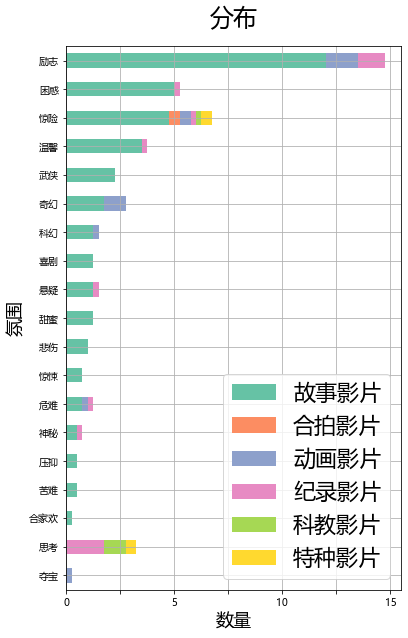 分布
励志
困惑
惊险
温馨
武侠
奇幻
科幻
喜剧
悬疑
甜蜜
悲伤
惊悚
危难
神秘
压抑
苦难
合家欢
思考
夺宝
氛围
故事影片
合拍影片
动画影片
纪录影片
科教影片
特种影片
0 5 10 15
数量